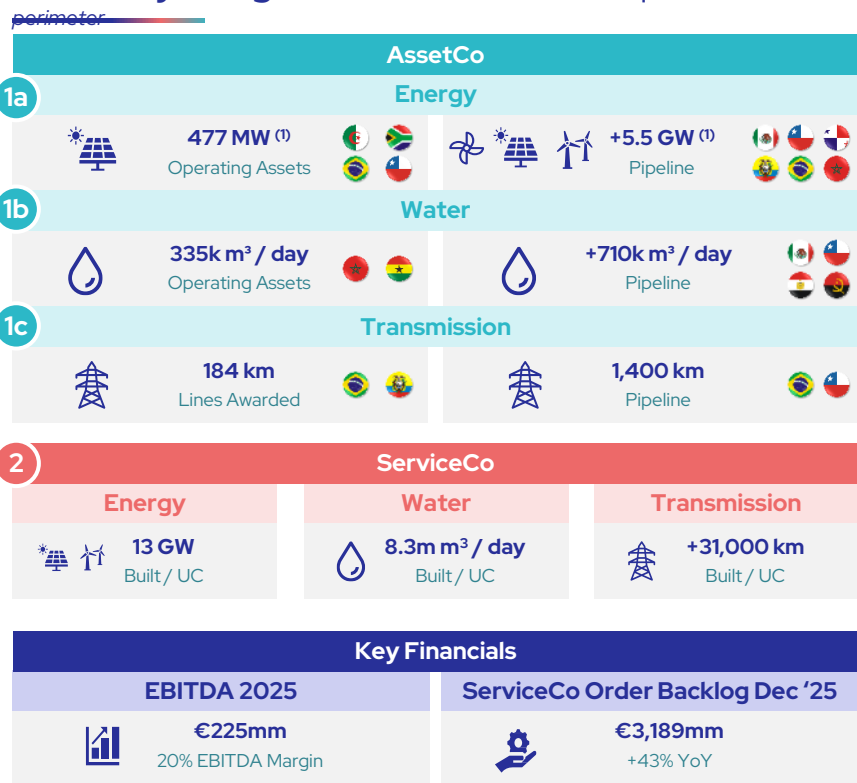 perimeter
AssetCo
1a
Energy
477 MW (1)
Operating Assets
+5.5 GW (1)
Pipeline
1b
Water
335k m³ / day
Operating Assets
+710k m³ / day
Pipeline
1c
Transmission
184 km
Lines Awarded
1,400 km
Pipeline
2
ServiceCo
Energy
Water
Transmission
13 GW
Built / UC
8.3m m³ / day
Built / UC
+31,000 km
Built / UC
Key Financials
EBITDA 2025
ServiceCo Order Backlog Dec ‘25
€225mm
20% EBITDA Margin
€3,189mm
+43% YoY